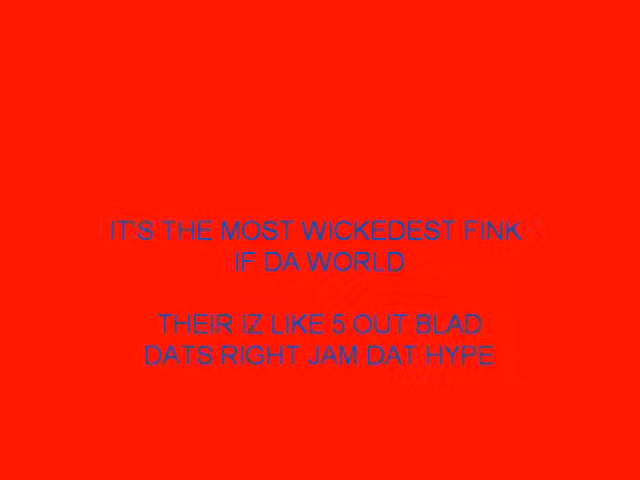 IT'S THE MOST WICKEDEST FINK
IF DA WORLD
THEIR IZ LIKE 5 OUT BLAD
DATS RIGHT JAM DAT HYPE